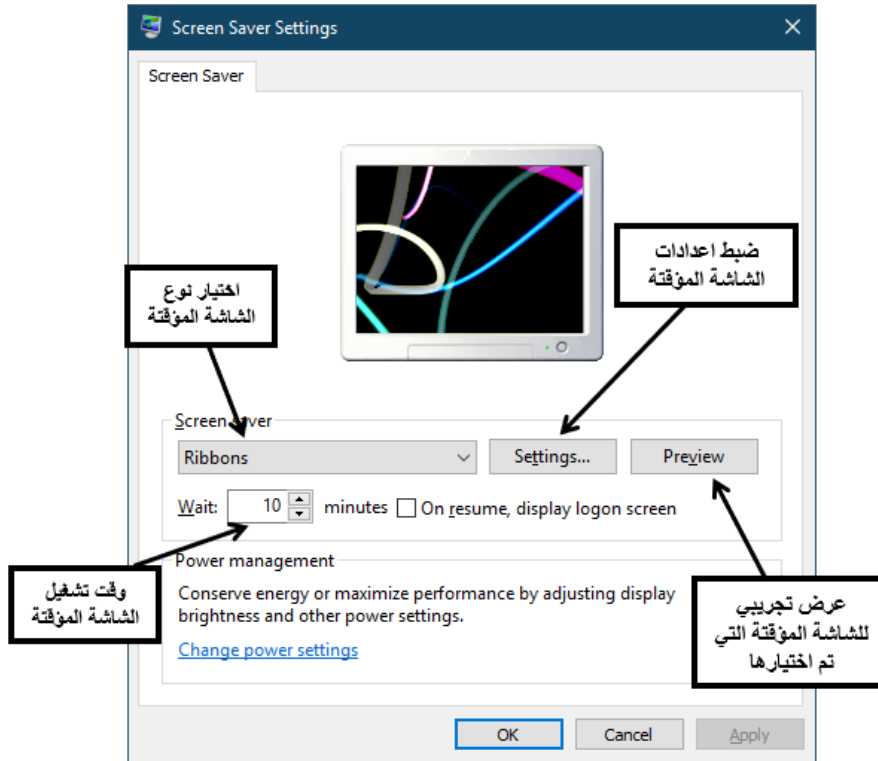 Screen Saver Settings
Screen Saver
ضبط اعدادات
الشاشة المؤقتة
اختيار نوع
الشاشة المؤقتة
Screen saver
Ribbons
Settings...
Preview
Wait: 10 minutes On resume, display logon screen
وقت تشغيل
الشاشة المؤقتة
Power management
Conserve energy or maximize performance by adjusting display
brightness and other power settings.
Change power settings
عرض تجريبي
للشاشة المؤقتة التي
تم اختيارها
OK
Cancel
Apply